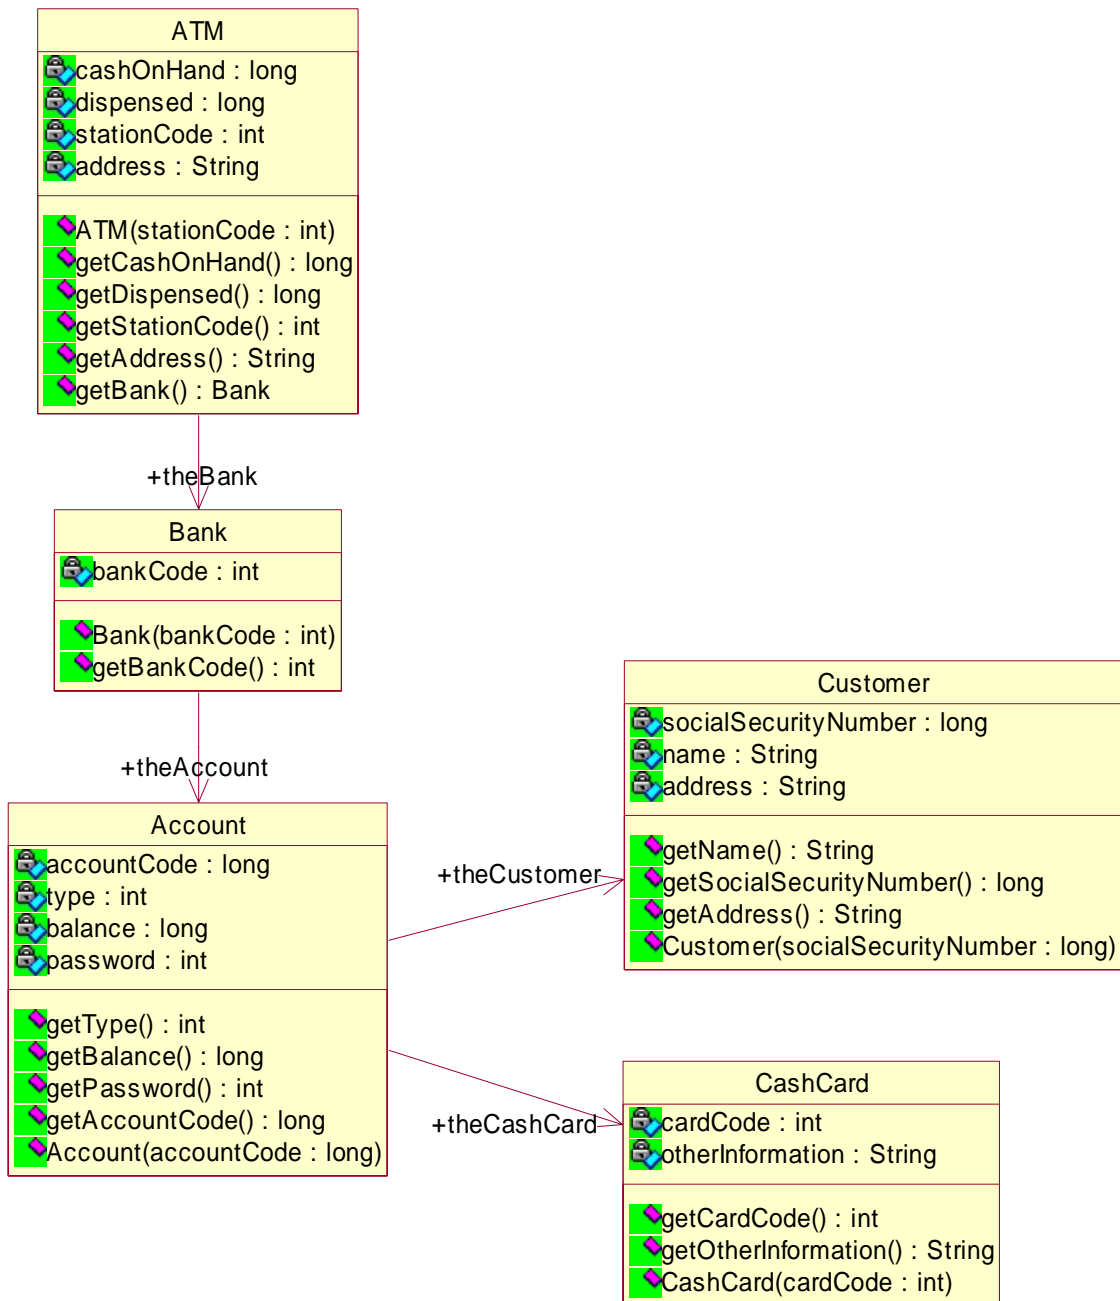 ATM
cashOnHand : long
dispensed : long
stationCode : int
address : String
ATM(stationCode : int)
getCashOnHand() : long
getDispensed() : long
getStationCode() : int
getAddress() : String
getBank() : Bank
+theBank
Bank
bankCode : int
Bank(bankCode : int)
getBankCode() : int
+theAccount
Account
accountCode : long
type : int
balance : long
password : int
getType() : int
getBalance() : long
getPassword() : int
getAccountCode() : long
Account(accountCode : long)
+theCustomer
Customer
socialSecurityNumber : long
name : String
address : String
getName() : String
getSocialSecurityNumber() : long
getAddress() : String
Customer(socialSecurityNumber : long)
+theCashCard
CashCard
cardCode : int
otherInformation : String
getCardCode() : int
getOtherInformation() : String
CashCard(cardCode : int)